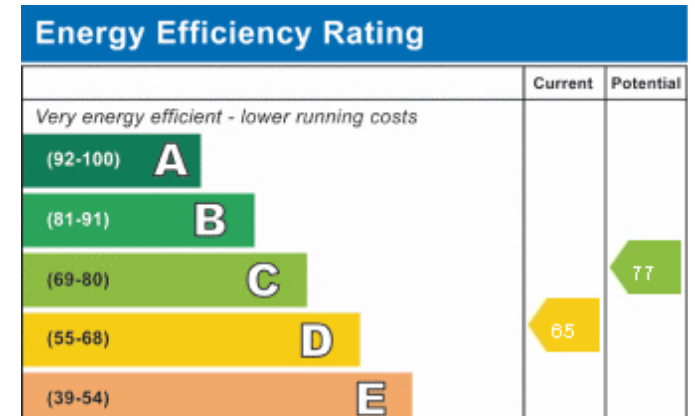 Energy Efficiency Rating
Current Potential
Very energy efficient - lower running costs
(92-100) A
(81-91) B
(69-80) C
77
(55-68) D
65
(39-54) E